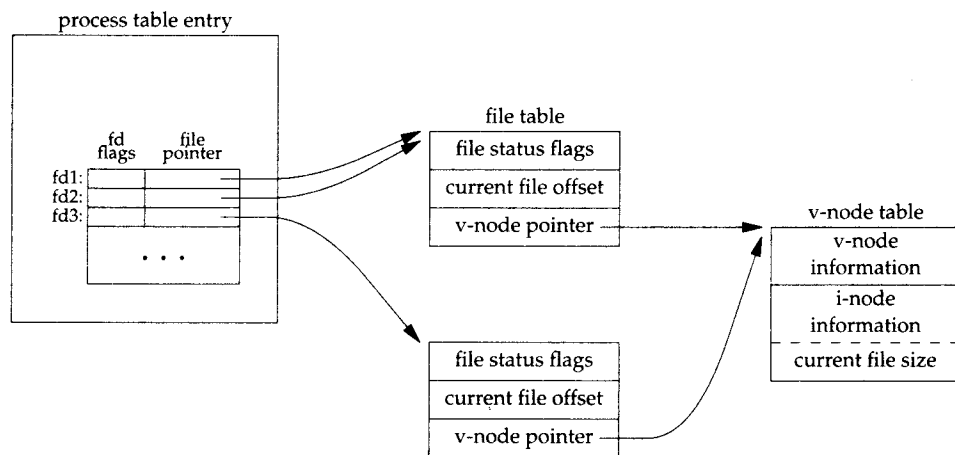 process table entry
fd flags
file pointer
fd1:
fd2:
fd3:
. . .
file table
file status flags
current file offset
v-node pointer
file status flags
current file offset
v-node pointer
v-node table
v-node
information
i-node
information
current file size